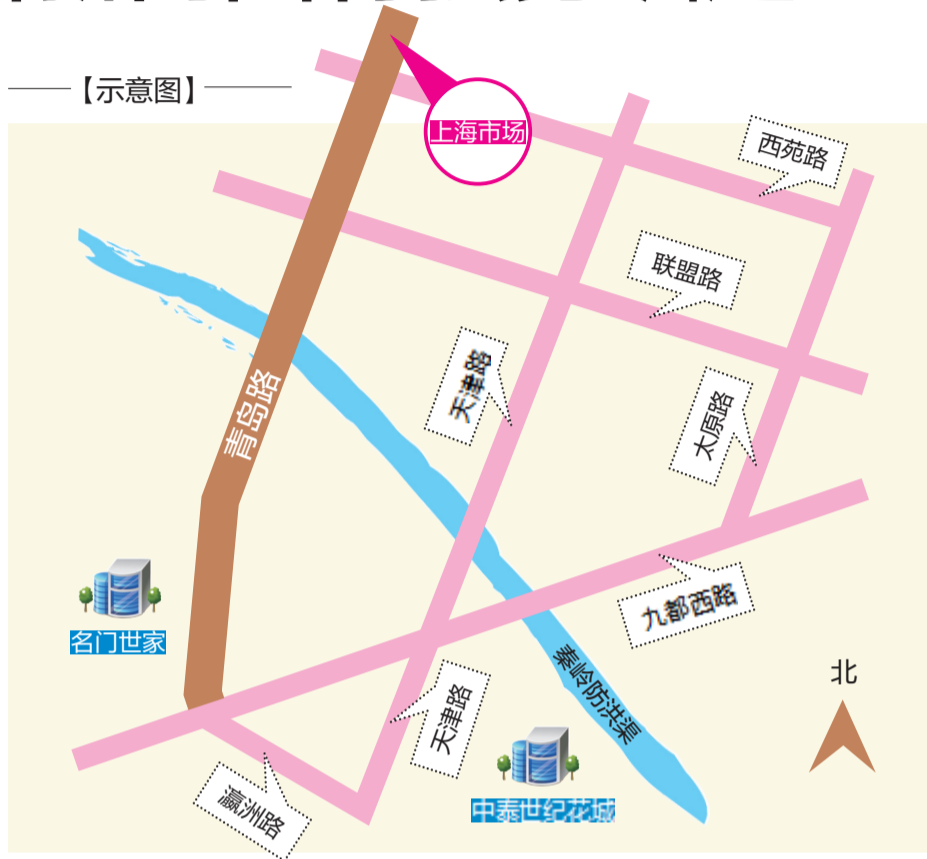 【示意图】
上海市场
西苑路
联盟路
天津路
太原路
青岛路
九都西路
名门世家
秦岭防洪渠
北
天津路
中泰世纪花城
瀛洲路